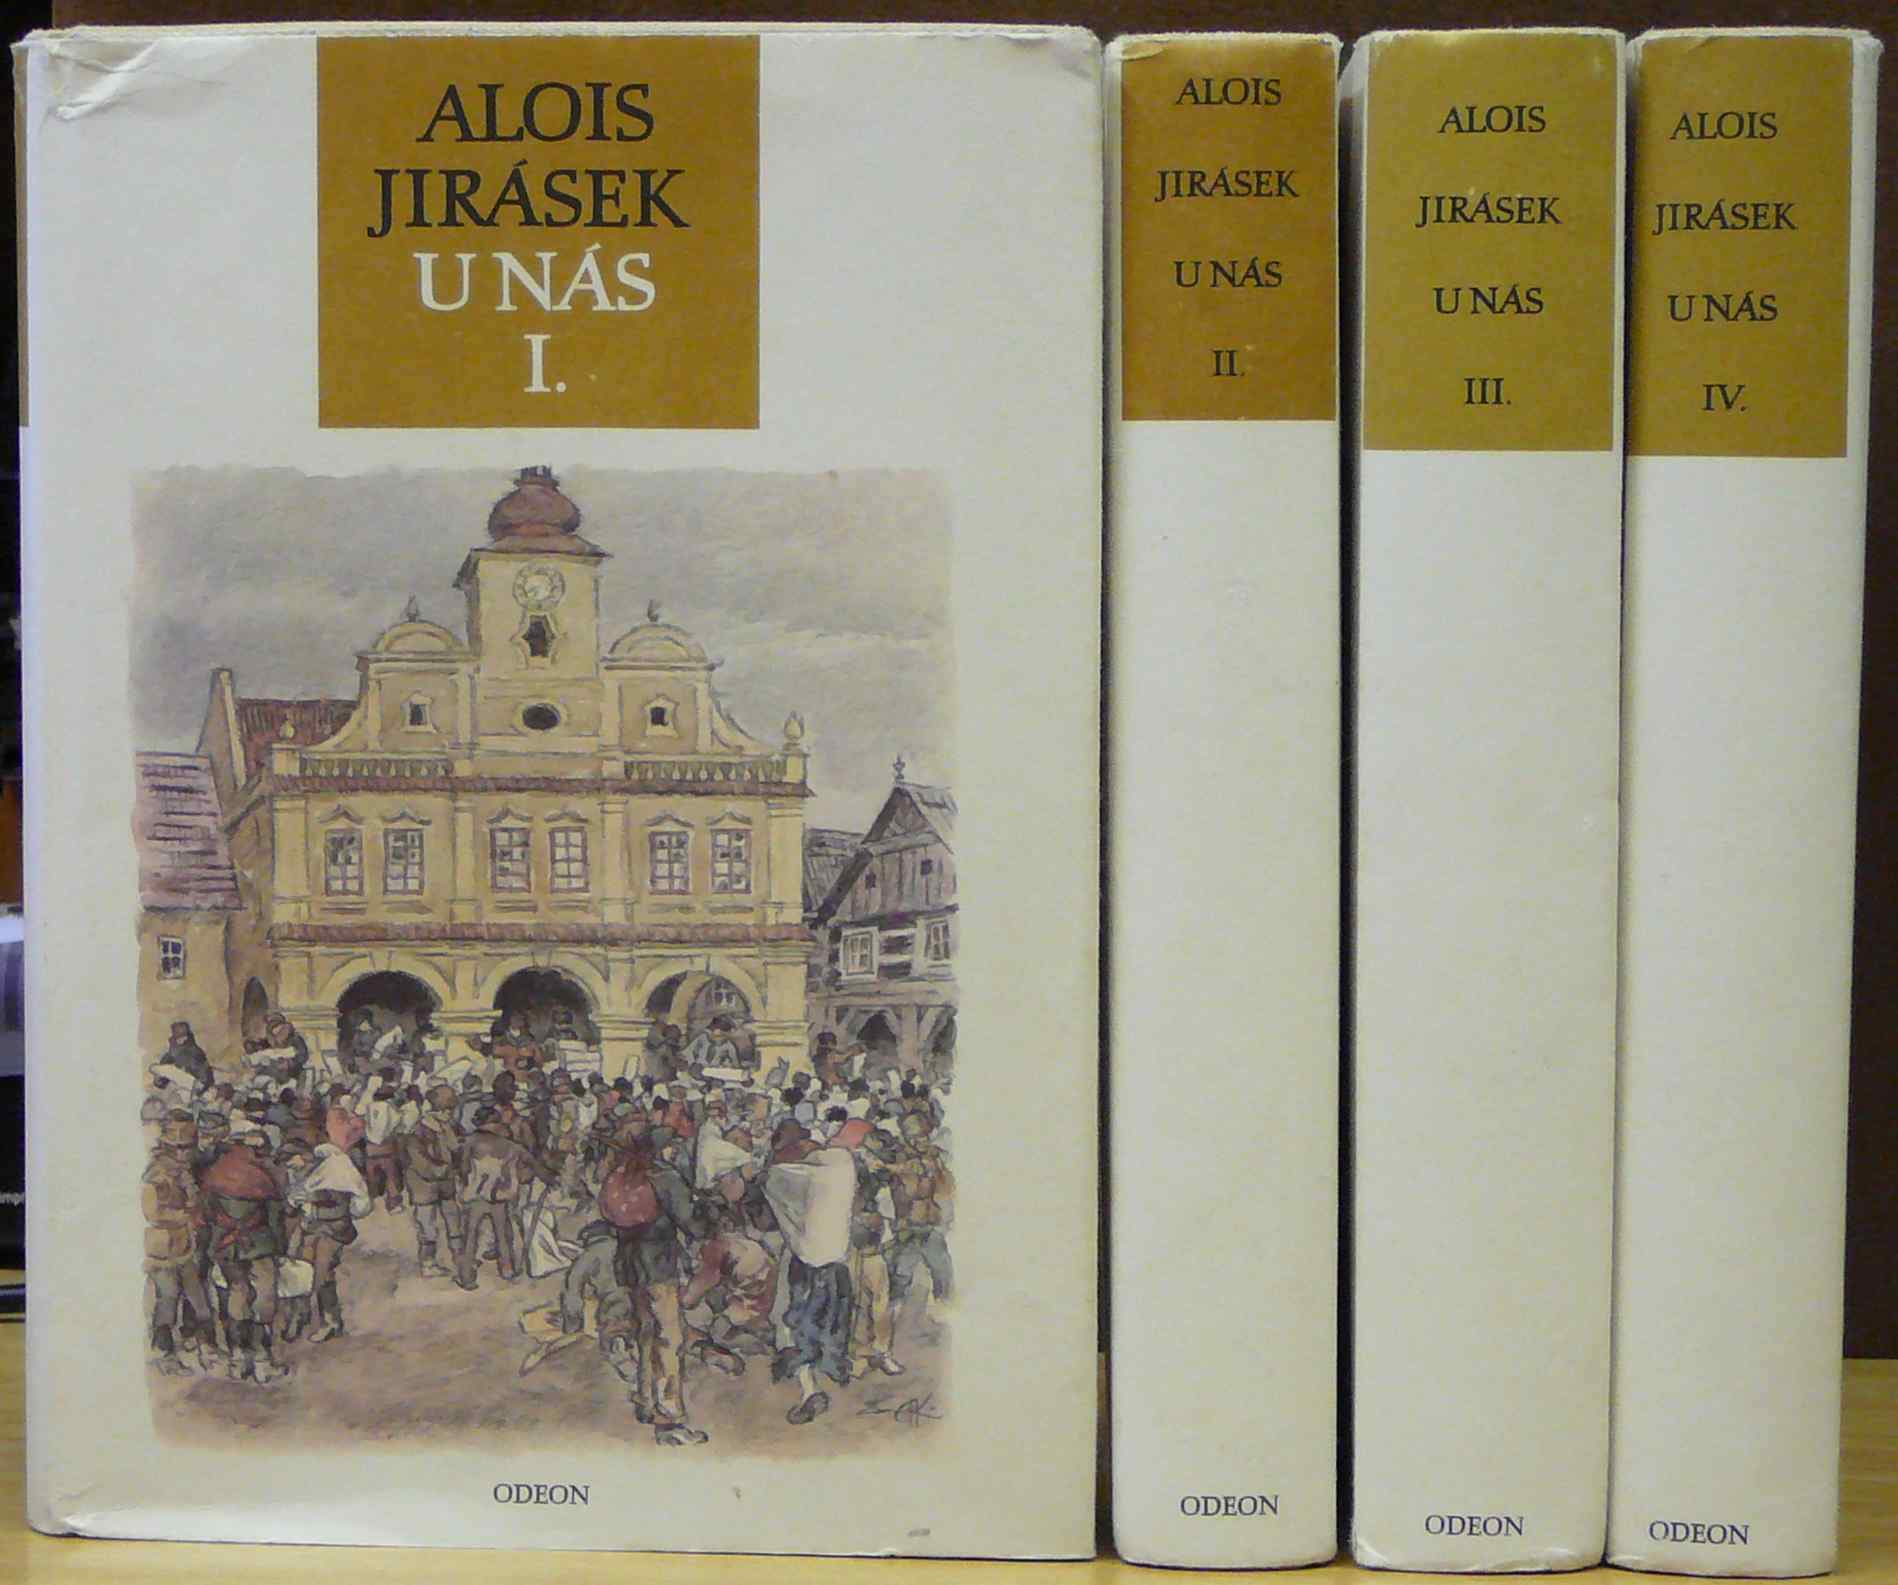 ALOIS
JIRÁSEK
U NÁS
I.
ODEON
ALOIS
JIRÁSEK
U NÁS
II.
ODEON
ALOIS
JIRÁSEK
U NÁS
III.
ODEON
ALOIS
JIRÁSEK
U NÁS
IV.
ODEON